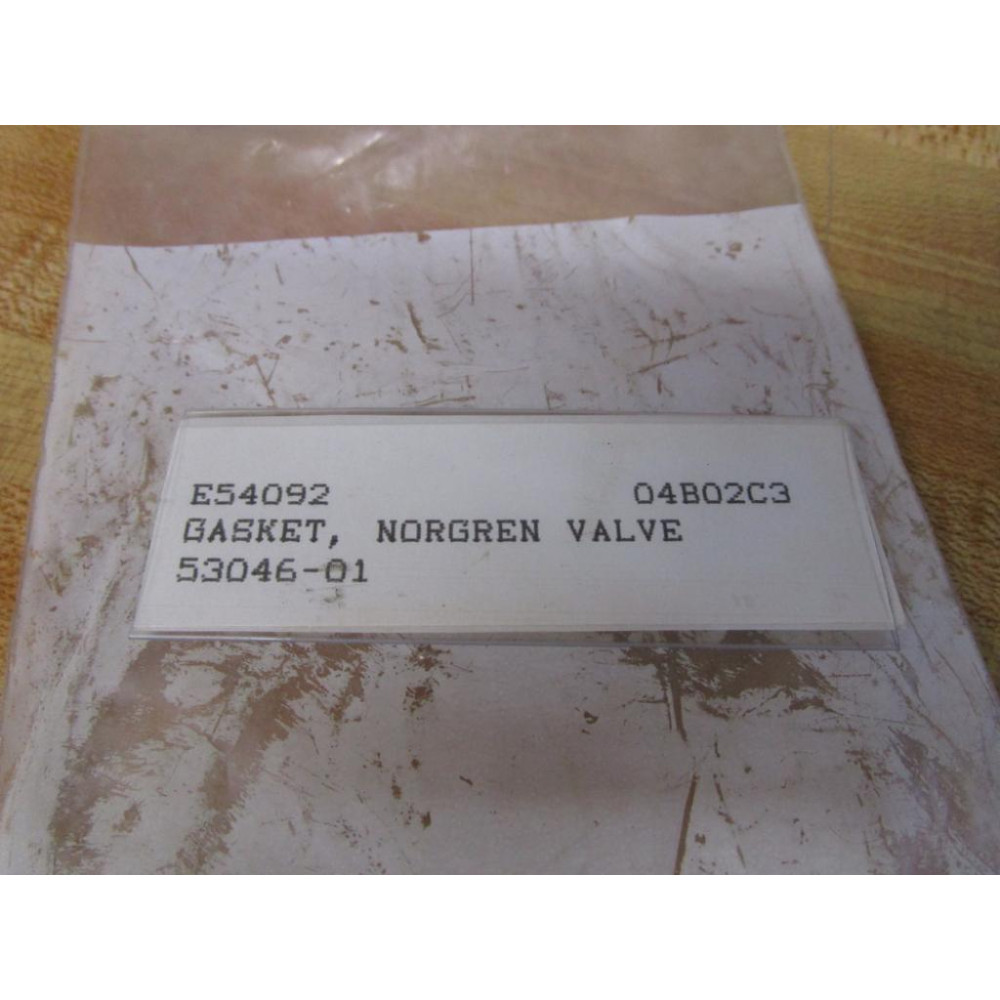 E54092 04B02C3
GASKET, NORGREN VALVE
53046-01